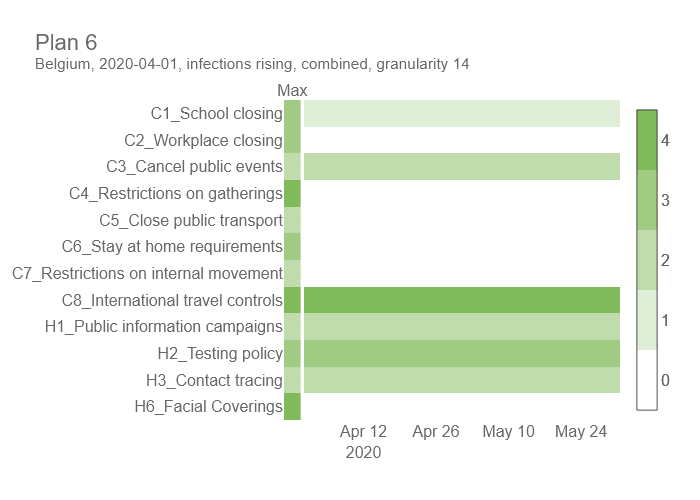 Plan 6
Belgium, 2020-04-01, infections rising, combined, granularity 14
Max
C1_School closing
C2_Workplace closing
C3_Cancel public events
C4_Restrictions on gatherings
C5_Close public transport
C6_Stay at home requirements
C7_Restrictions on internal movement
C8_International travel controls
H1_Public information campaigns
H2_Testing policy
H3_Contact tracing
H6_Facial Coverings
4
3
2
1
0
Apr 12 Apr 26 May 10 May 24
2020